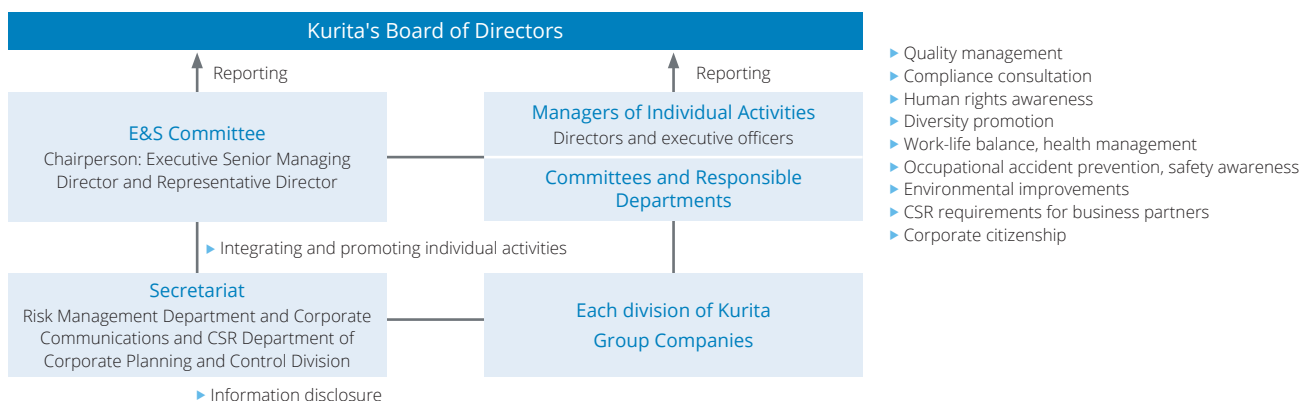 Kurita's Board of Directors
Reporting
Reporting
E&S Committee
Chairperson: Executive Senior Managing
Director and Representative Director
Managers of Individual Activities
Directors and executive officers
Committees and Responsible
Departments
▶ Integrating and promoting individual activities
Secretariat
Risk Management Department and Corporate
Communications and CSR Department of
Corporate Planning and Control Division
Each division of Kurita
Group Companies
▶ Information disclosure
▶ Quality management
▶ Compliance consultation
▶ Human rights awareness
▶ Diversity promotion
▶ Work-life balance, health management
▶ Occupational accident prevention, safety awareness
▶ Environmental improvements
▶ CSR requirements for business partners
▶ Corporate citizenship